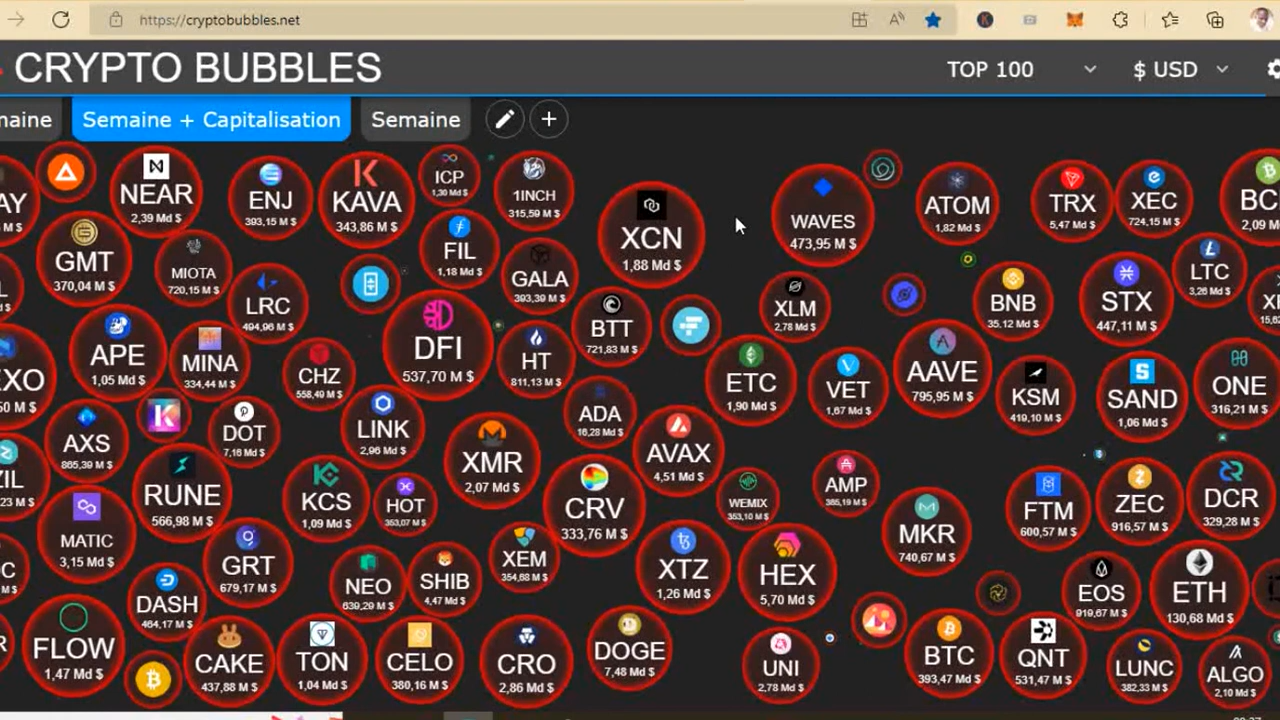 https://cryptobubbles.net
CRYPTO BUBBLES
TOP 100
$ USD
Semaine + Capitalisation
Semaine
NEAR
2,39 Md $
ENJ
393,15 M $
KAVA
343,86 M $
ICP
1,30 Md $
1INCH
315,59 M $
XCN
1,88 Md $
WAVES
473,95 M $
ATOM
1,82 Md $
TRX
5,47 Md $
XEC
724,15 M $
GMT
370,04 M $
MIOTA
720,15 M $
LRC
494,96 M $
FIL
1,18 Md $
GALA
393,39 M $
BTT
721,83 M $
XLM
2,78 Md $
BNB
35,12 Md $
STX
447,11 M $
LTC
3,26 Md $
APE
1,05 Md $
MINA
334,44 M $
CHZ
558,49 M $
DFI
537,70 M $
HT
811,13 M $
ETC
1,90 Md $
VET
1,67 Md $
AAVE
795,95 M $
KSM
419,10 M $
SAND
1,06 Md $
ONE
316,21 M $
AXS
865,39 M $
DOT
7,16 Md $
LINK
2,96 Md $
ADA
16,28 Md $
AVAX
4,51 Md $
RUNE
566,98 M $
KCS
1,09 Md $
HOT
353,07 M $
XMR
2,07 Md $
CRV
333,76 M $
WEMIX
353,10 M $
AMP
385,19 M $
MKR
740,67 M $
FTM
600,57 M $
ZEC
916,57 M $
DCR
329,28 M $
MATIC
3,15 Md $
GRT
679,17 M $
NEO
639,29 M $
SHIB
4,47 Md $
XEM
354,68 M $
XTZ
1,26 Md $
HEX
5,70 Md $
EOS
919,67 M $
ETH
130,68 Md $
DASH
464,17 M $
FLOW
1,47 Md $
CAKE
437,88 M $
TON
1,04 Md $
CELO
380,16 M $
CRO
2,86 Md $
DOGE
7,48 Md $
UNI
2,78 Md $
BTC
393,47 Md $
QNT
531,47 M $
LUNC
382,33 M $
ALGO
2,10 Md $